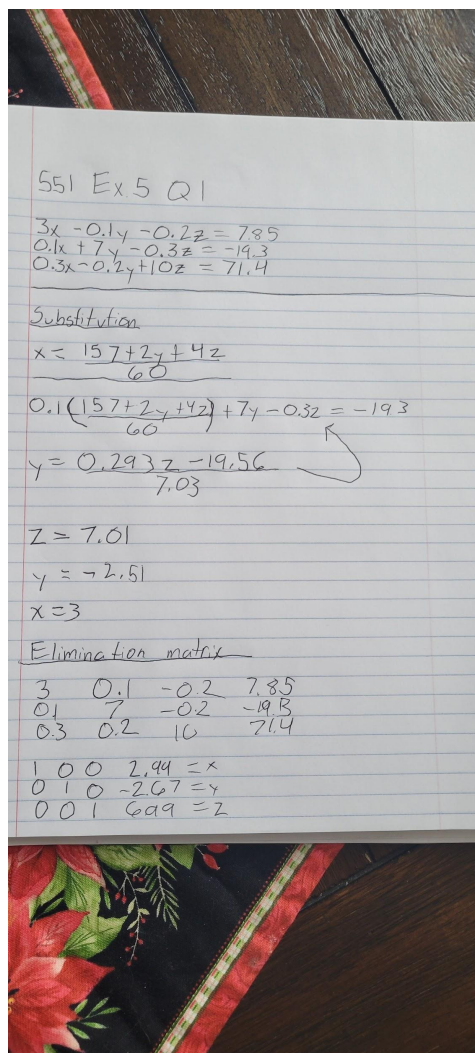 551 Ex. 5 Q1
3x - 0.1y - 0.2z = 7.85
0.1x + 7y - 0.3z = -19.3
0.3x - 0.2y + 10z = 71.4
Substitution
x = 157+2y+4z
60
0.1(157+2y+4z) + 7y - 0.3z = -193
60
y = 0.293z - 19.56
7.03
z = 7.01
y = -2.51
x = 3
Elimination matrix
3 0.1 -0.2 7.85
0.1 7 -0.2 -19.3
0.3 0.2 10 71.4
1 0 0 2.99 = x
0 1 0 -2.67 = y
0 0 1 6.99 = z